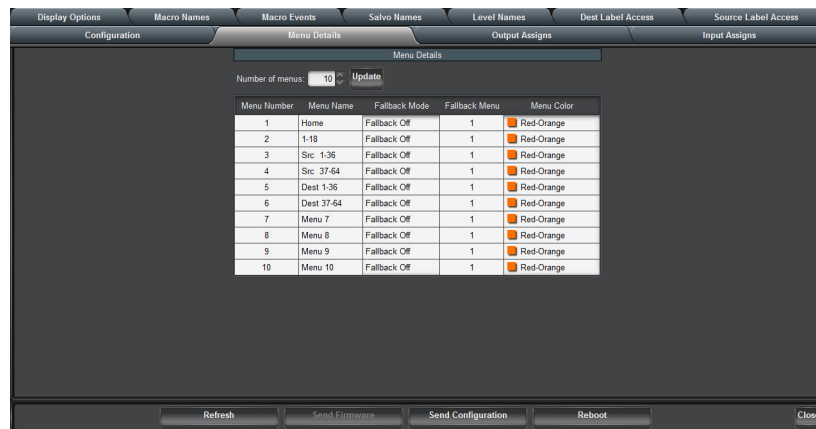 Display Options Macro Names Macro Events Salvo Names Level Names Dest Label Access Source Label Access
Configuration Menu Details Output Assigns Input Assigns
Menu Details
Number of menus: 10 Update
Menu Number Menu Name Fallback Mode Fallback Menu Menu Color
1 Home Fallback Off 1 Red-Orange
2 1-18 Fallback Off 1 Red-Orange
3 Src 1-36 Fallback Off 1 Red-Orange
4 Src 37-64 Fallback Off 1 Red-Orange
5 Dest 1-36 Fallback Off 1 Red-Orange
6 Dest 37-64 Fallback Off 1 Red-Orange
7 Menu 7 Fallback Off 1 Red-Orange
8 Menu 8 Fallback Off 1 Red-Orange
9 Menu 9 Fallback Off 1 Red-Orange
10 Menu 10 Fallback Off 1 Red-Orange
Refresh Send Firmware Send Configuration Reboot Close